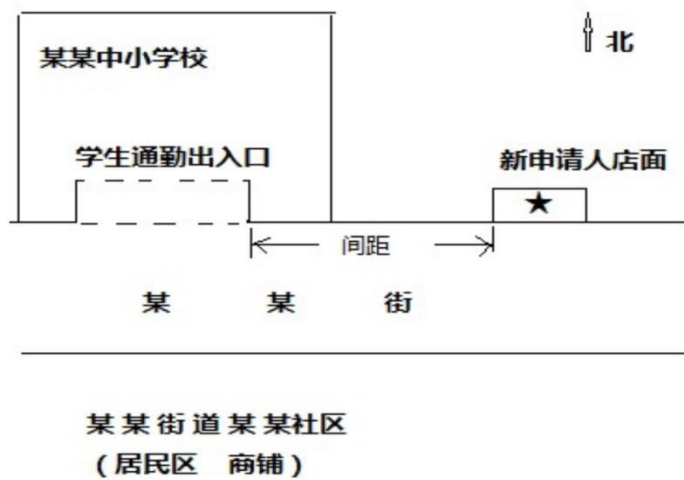 北
某某中小学校
学生通勤出入口
新申请人店面
间距
某 某 街
某 某 街 道 某 某社区
（居民区 商铺）